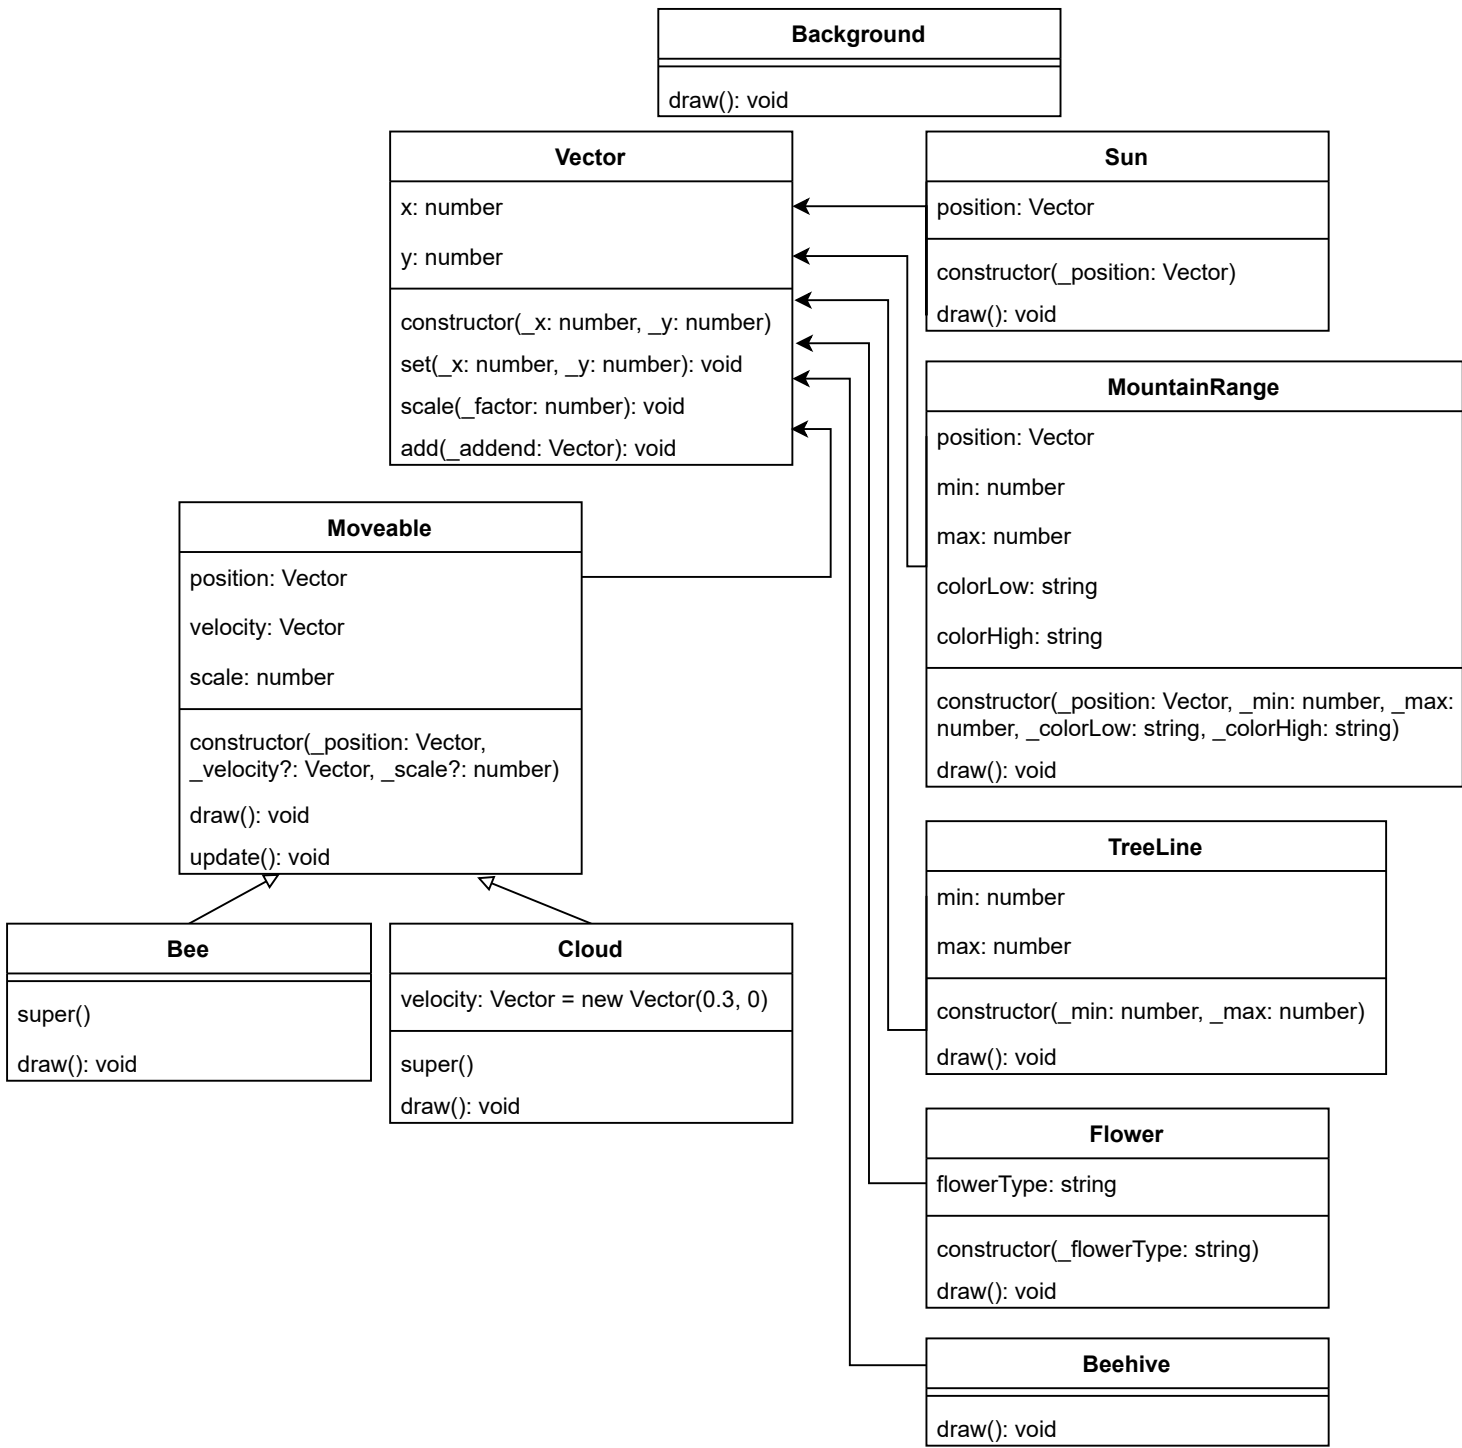 Background
draw(): void
Vector
x: number
y: number
constructor(_x: number, _y: number)
set(_x: number, _y: number): void
scale(_factor: number): void
add(_addend: Vector): void
Sun
position: Vector
constructor(_position: Vector)
draw(): void
MountainRange
position: Vector
min: number
max: number
colorLow: string
colorHigh: string
constructor(_position: Vector, _min: number, _max:
number, _colorLow: string, _colorHigh: string)
draw(): void
Moveable
position: Vector
velocity: Vector
scale: number
constructor(_position: Vector,
_velocity?: Vector, _scale?: number)
draw(): void
update(): void
Bee
super()
draw(): void
Cloud
velocity: Vector = new Vector(0.3, 0)
super()
draw(): void
TreeLine
min: number
max: number
constructor(_min: number, _max: number)
draw(): void
Flower
flowerType: string
constructor(_flowerType: string)
draw(): void
Beehive
draw(): void